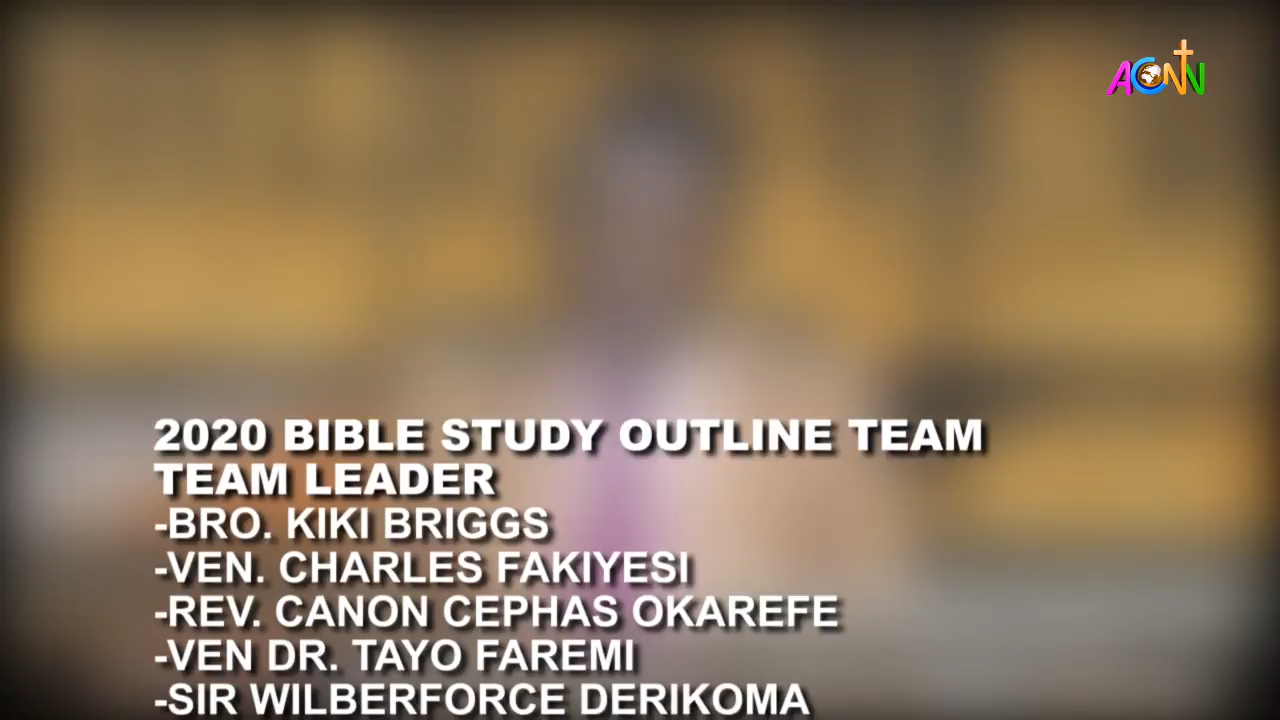 ACNN
2020 BIBLE STUDY OUTLINE TEAM
TEAM LEADER
-BRO. KIKI BRIGGS
-VEN. CHARLES FAKIYESI
-REV. CANON CEPHAS OKAREFE
-VEN DR. TAYO FAREMI
-SIR WILBERFORCE DERIKOMA